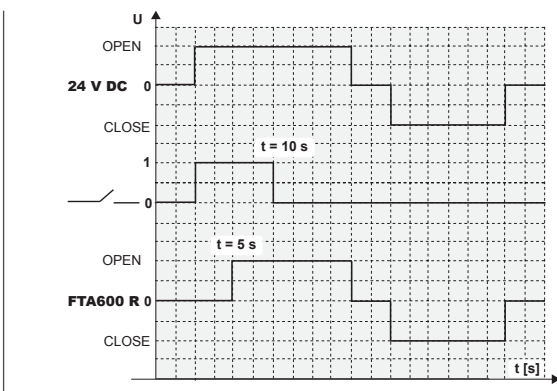 U
OPEN
24 V DC 0
CLOSE
t = 10 s
1
0
t = 5 s
OPEN
FTA600 R 0
CLOSE
t [s]